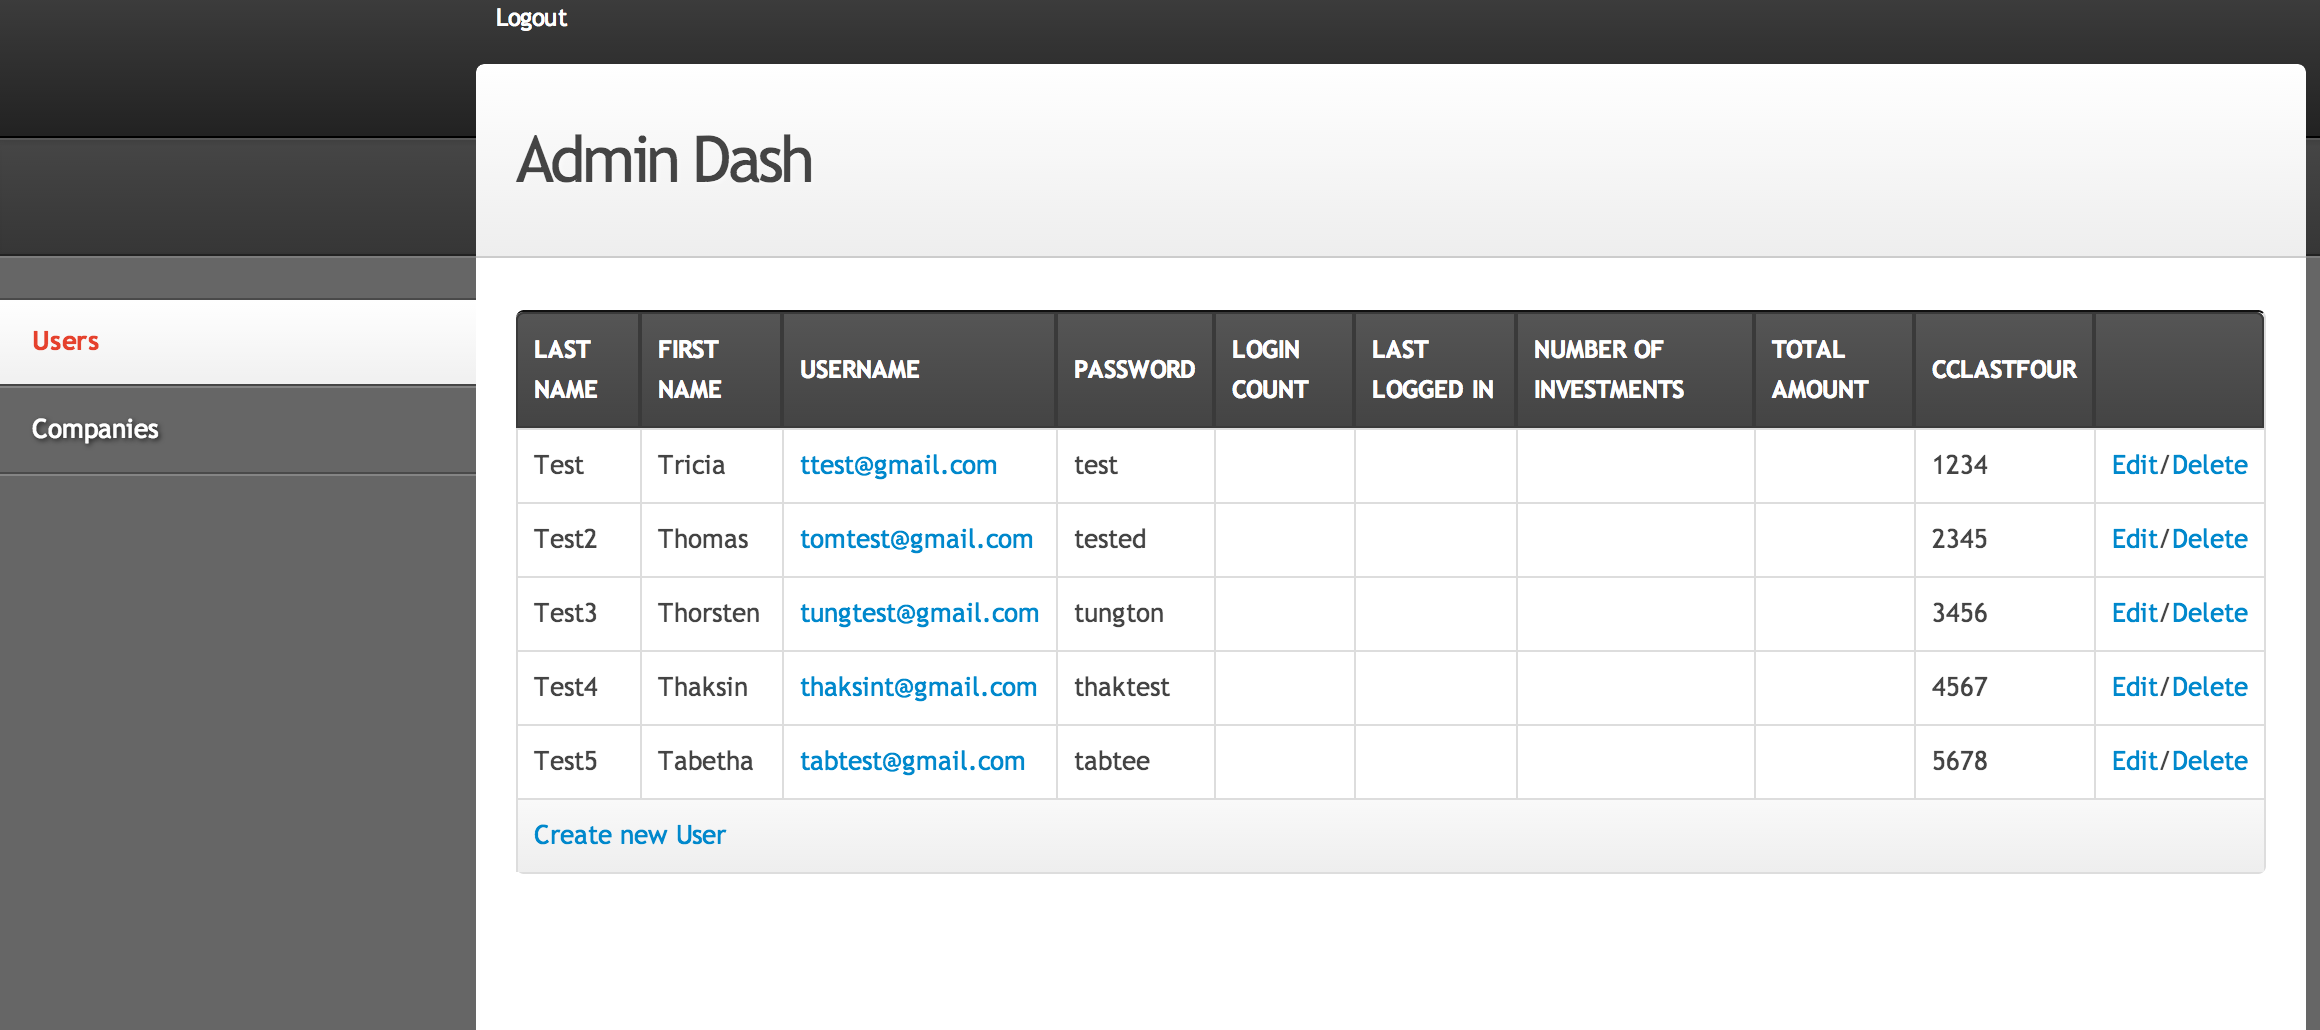 Logout
Admin Dash
Users
Companies
LAST NAME FIRST NAME USERNAME PASSWORD LOGIN COUNT LAST LOGGED IN NUMBER OF INVESTMENTS TOTAL AMOUNT CCLASTFOUR
Test Tricia ttest@gmail.com test 1234 Edit/Delete
Test2 Thomas tomtest@gmail.com tested 2345 Edit/Delete
Test3 Thorsten tungtest@gmail.com tungton 3456 Edit/Delete
Test4 Thaksin thaksint@gmail.com thaktest 4567 Edit/Delete
Test5 Tabetha tabtest@gmail.com tabtee 5678 Edit/Delete
Create new User